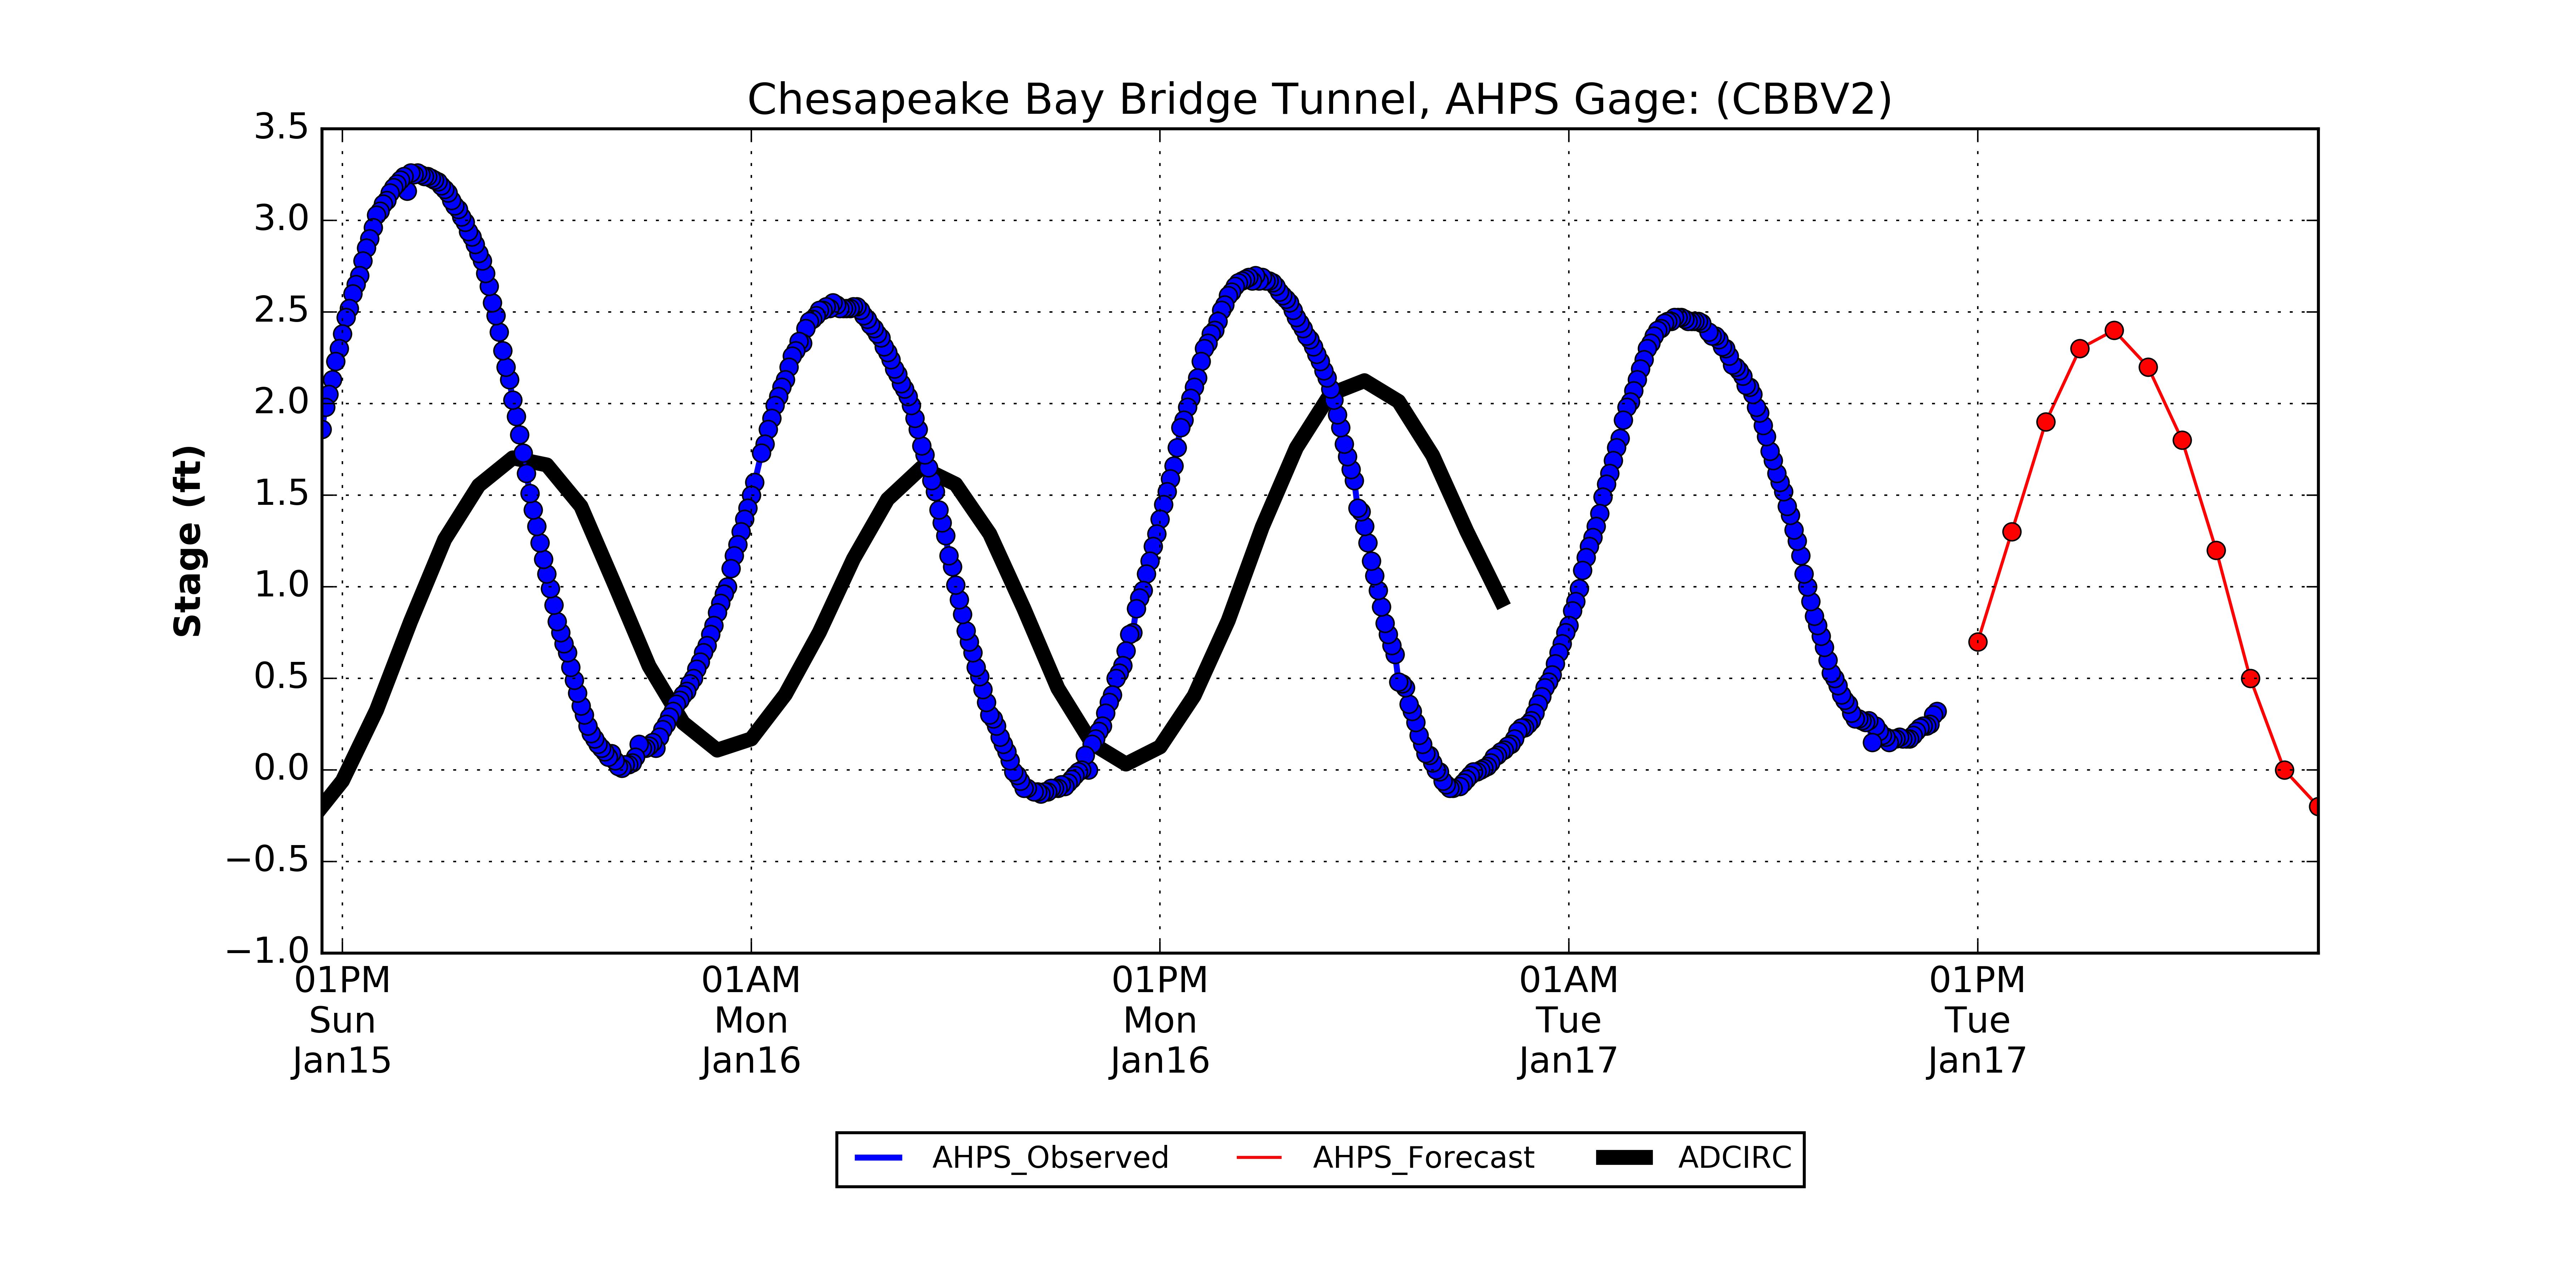 Chesapeake Bay Bridge Tunnel, AHPS Gage: (CBBV2)
3.5
3.0
2.5
2.0
1.5
1.0
0.5
0.0
−0.5
−1.0
Stage (ft)
01PM 01AM 01PM 01AM 01PM
Sun Mon Mon Tue Tue
Jan15 Jan16 Jan16 Jan17 Jan17
AHPS_Observed AHPS_Forecast ADCIRC